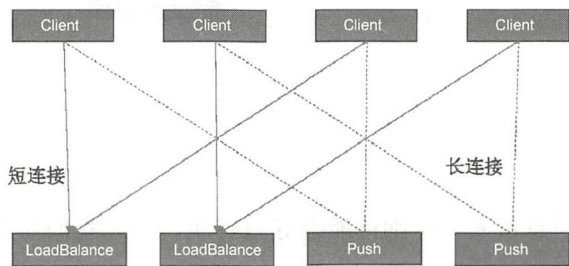 Client
Client
Client
Client
短连接
长连接
LoadBalance
LoadBalance
Push
Push